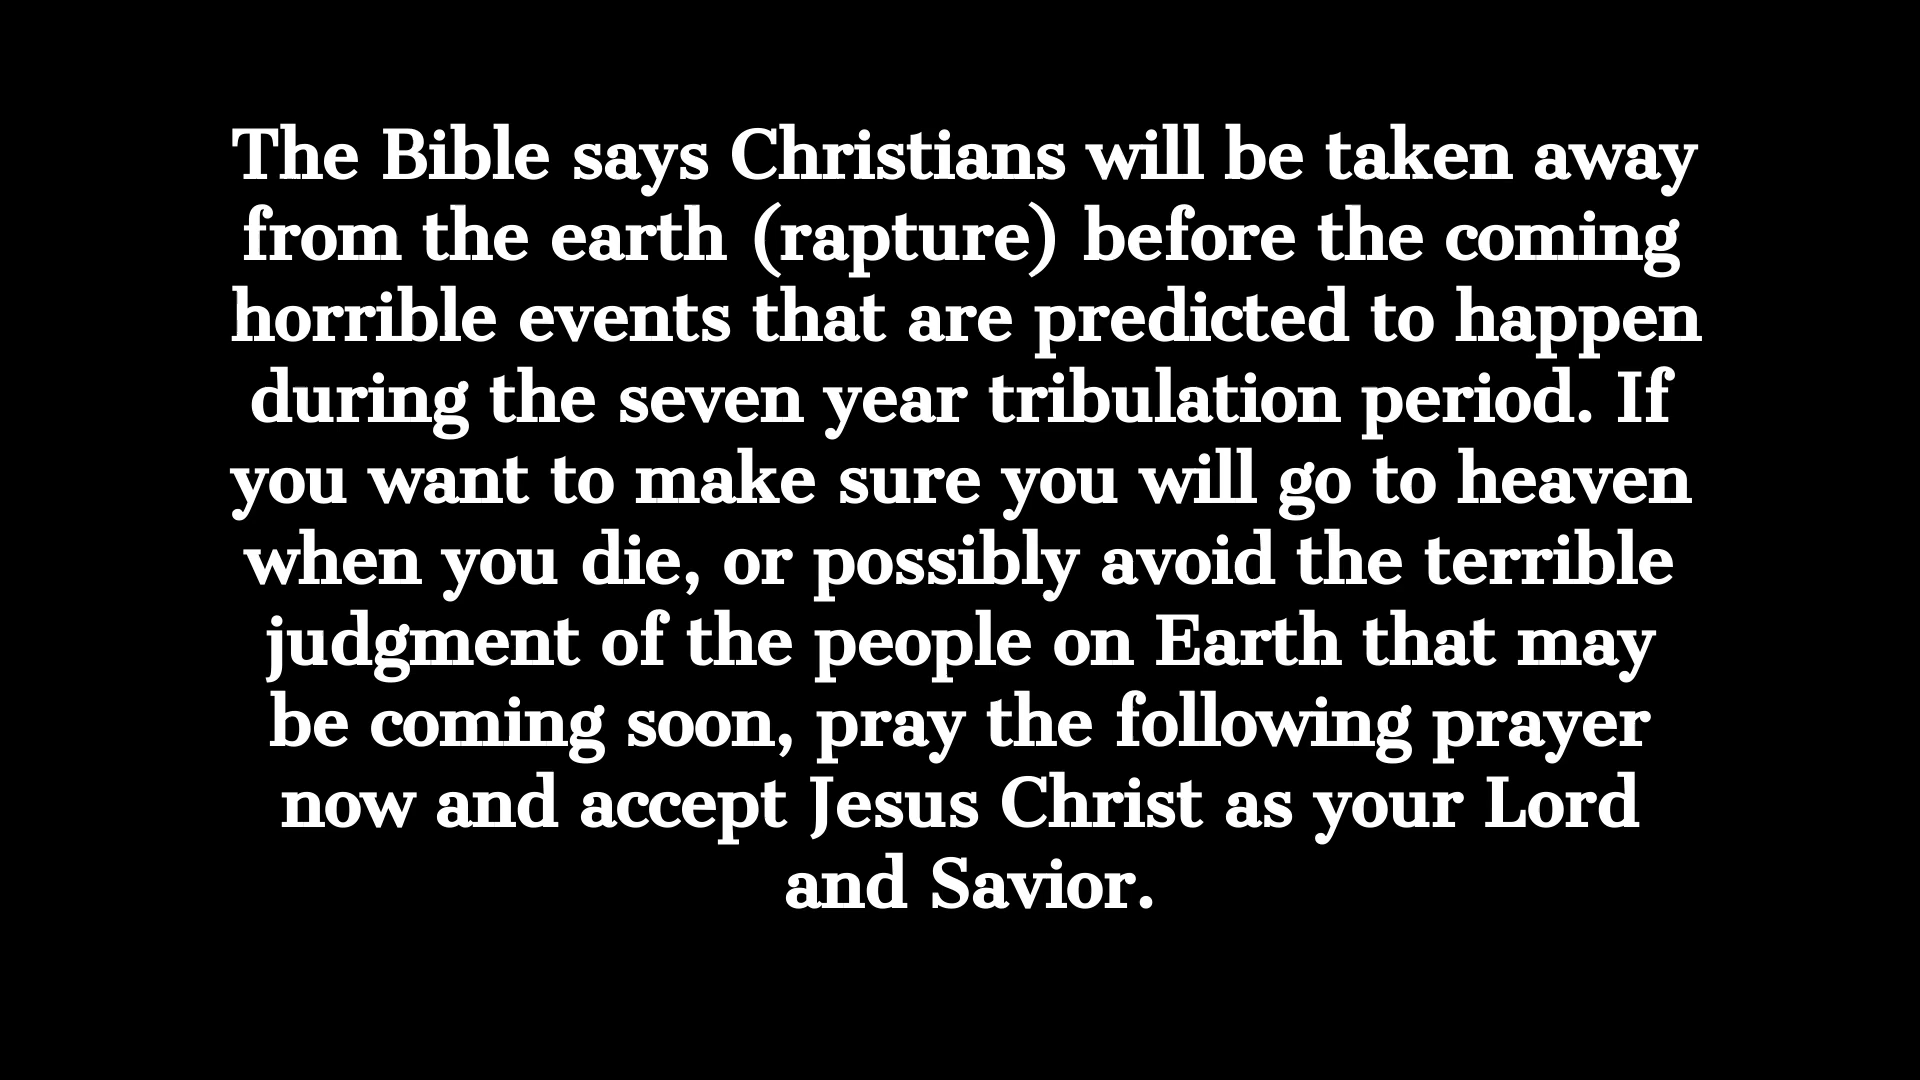 The Bible says Christians will be taken away
from the earth (rapture) before the coming
horrible events that are predicted to happen
during the seven year tribulation period. If
you want to make sure you will go to heaven
when you die, or possibly avoid the terrible
judgment of the people on Earth that may
be coming soon, pray the following prayer
now and accept Jesus Christ as your Lord
and Savior.